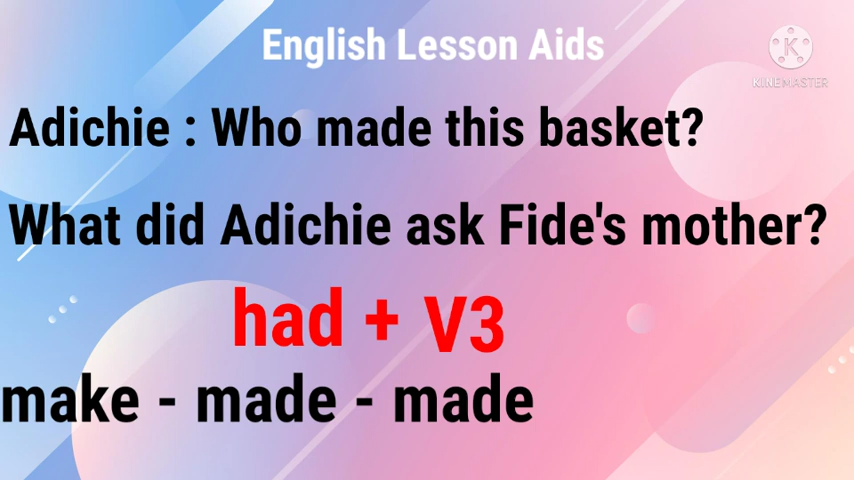 English Lesson Aids
K
KINEMASTER
Adichie : Who made this basket?
What did Adichie ask Fide's mother?
had + V3
make - made - made